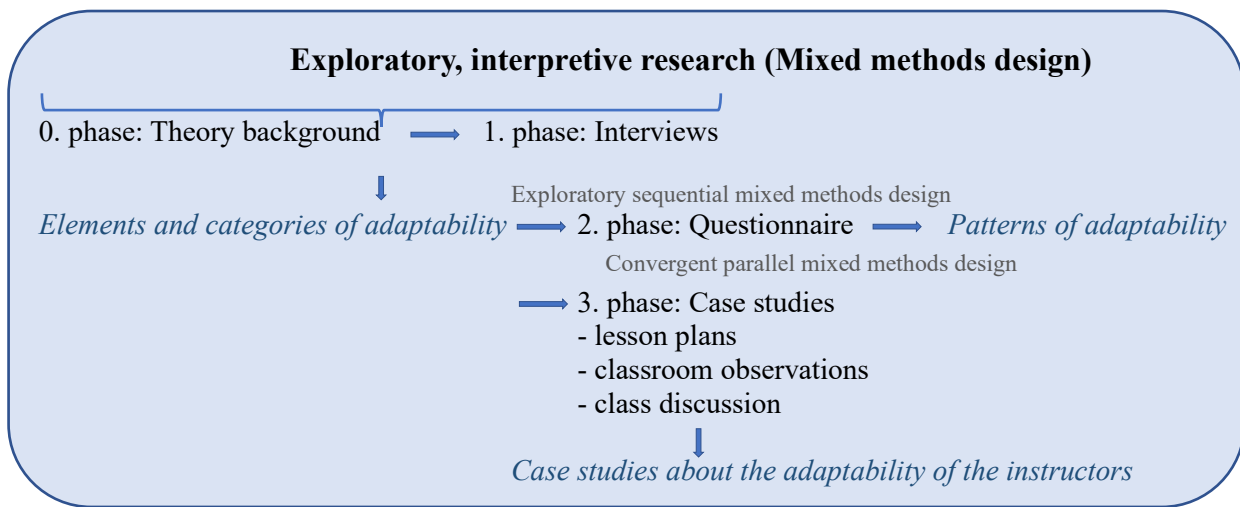 Exploratory, interpretive research (Mixed methods design)
0. phase: Theory background 1. phase: Interviews
Exploratory sequential mixed methods design
Elements and categories of adaptability 2. phase: Questionnaire Patterns of adaptability
Convergent parallel mixed methods design
3. phase: Case studies
- lesson plans
- classroom observations
- class discussion
Case studies about the adaptability of the instructors